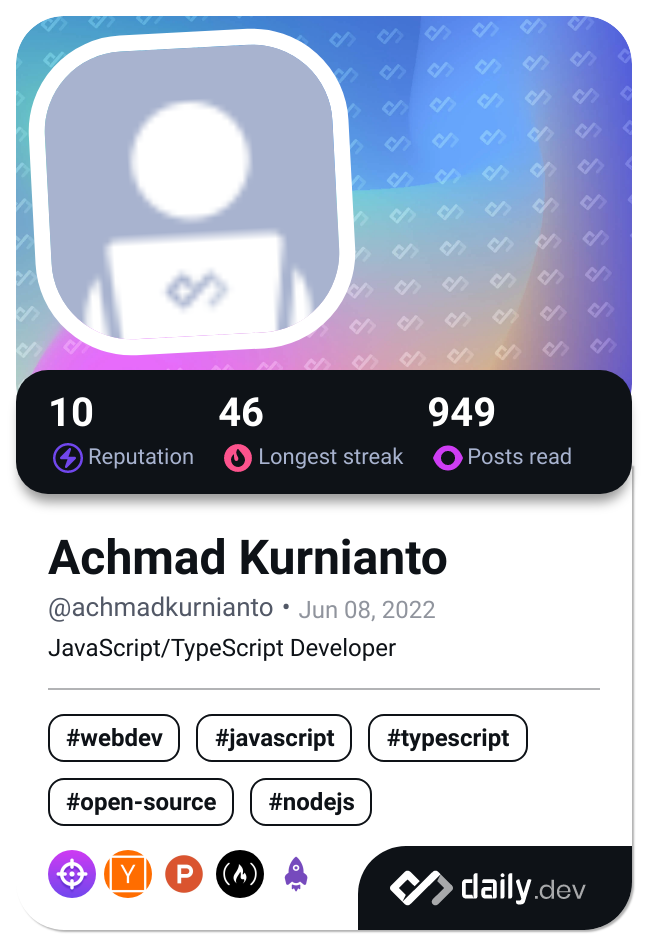 10 46 949
Reputation Longest streak Posts read
Achmad Kurnianto
@achmadkurnianto • Jun 08, 2022
JavaScript/TypeScript Developer
#webdev #javascript #typescript
#open-source #nodejs
Y P
daily.dev